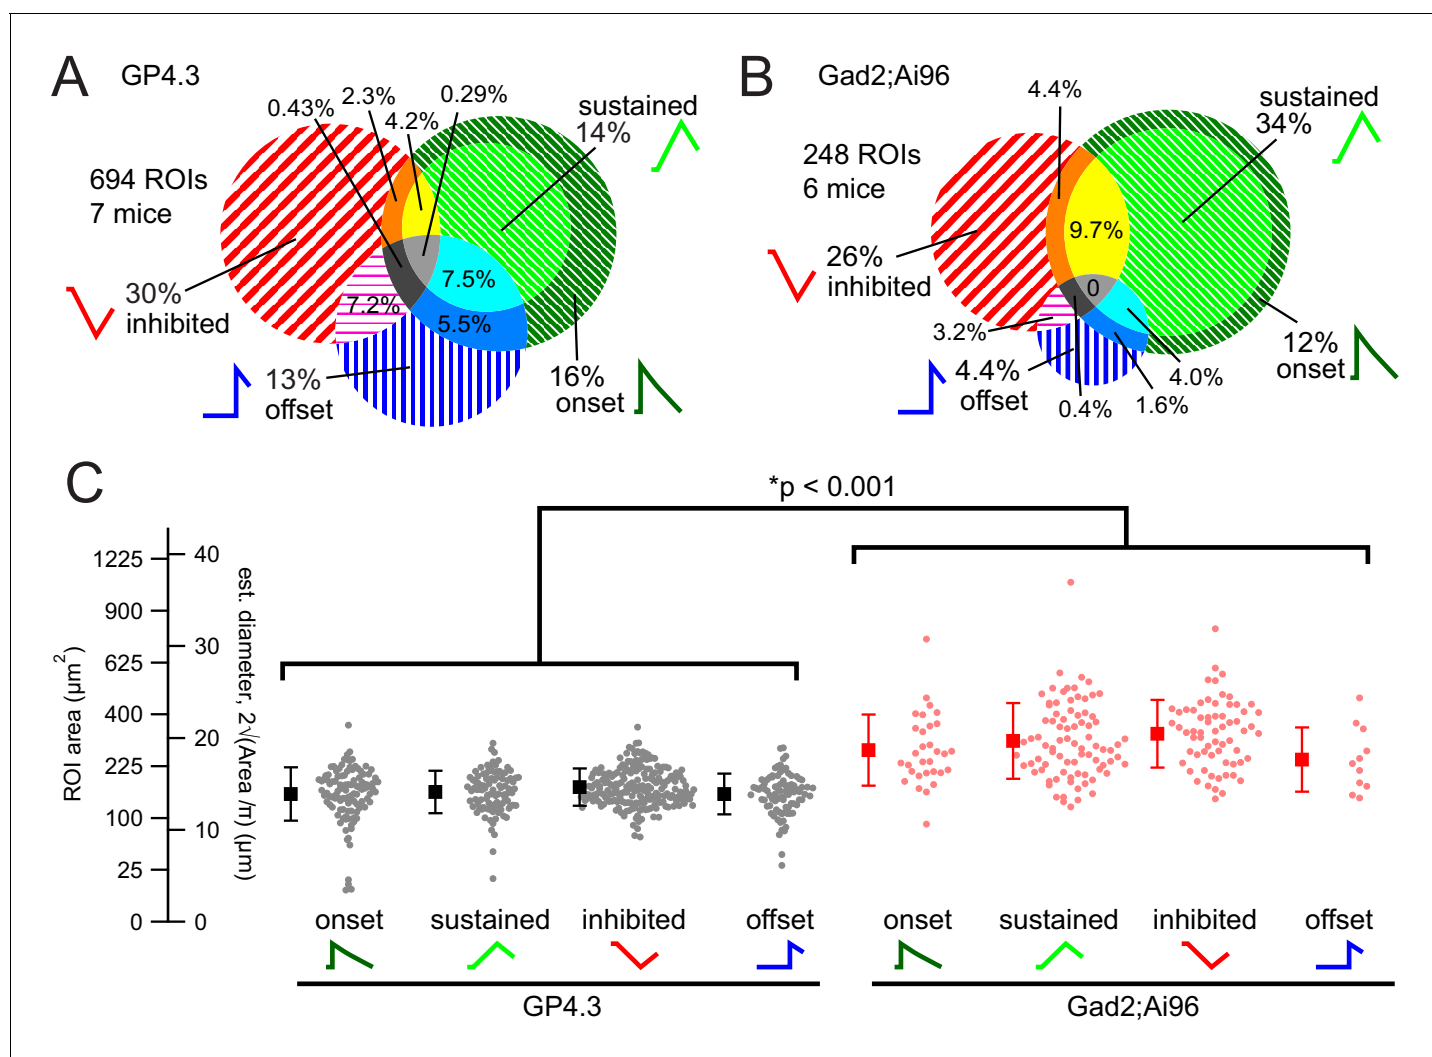 A GP4.3
0.43%
2.3%
4.2%
0.29%
sustained
14%
694 ROIs
7 mice
30%
inhibited
7.2%
7.5%
5.5%
13%
offset
16%
onset
B Gad2;Ai96
4.4%
sustained
34%
248 ROIs
6 mice
9.7%
26%
inhibited
0
3.2%
4.4%
offset
0.4%
1.6%
4.0%
12%
onset
C
*p < 0.001
ROI area (µm²)
1225
900
625
400
225
100
25
0
40
30
20
10
0
est. diameter, 2√(Area /π) (µm)
onset sustained inhibited offset
GP4.3
onset sustained inhibited offset
Gad2;Ai96